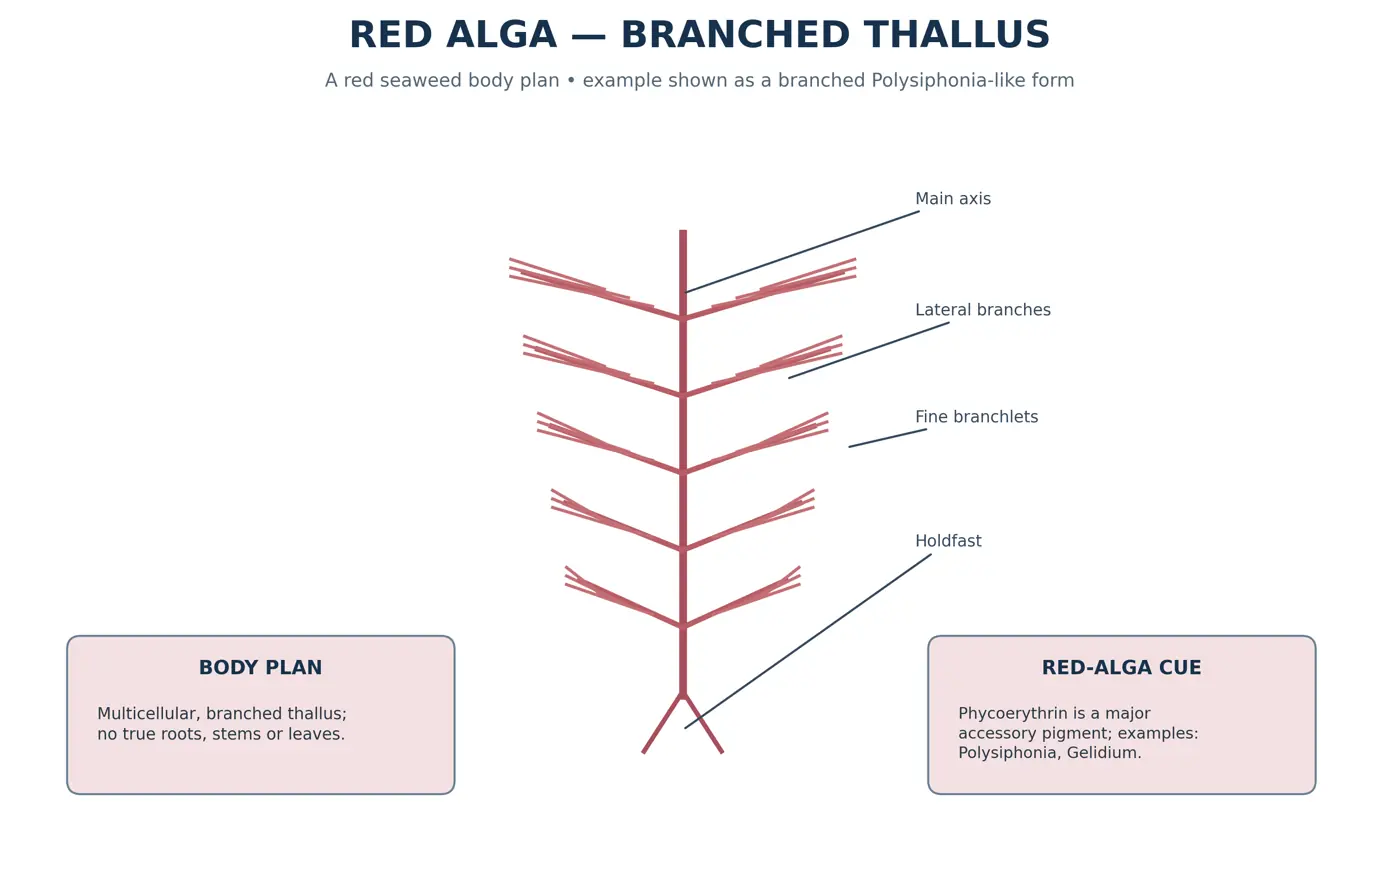 RED ALGA — BRANCHED THALLUS
A red seaweed body plan • example shown as a branched Polysiphonia-like form
Main axis
Lateral branches
Fine branchlets
Holdfast
BODY PLAN
Multicellular, branched thallus;
no true roots, stems or leaves.
RED-ALGA CUE
Phycoerythrin is a major
accessory pigment; examples:
Polysiphonia, Gelidium.